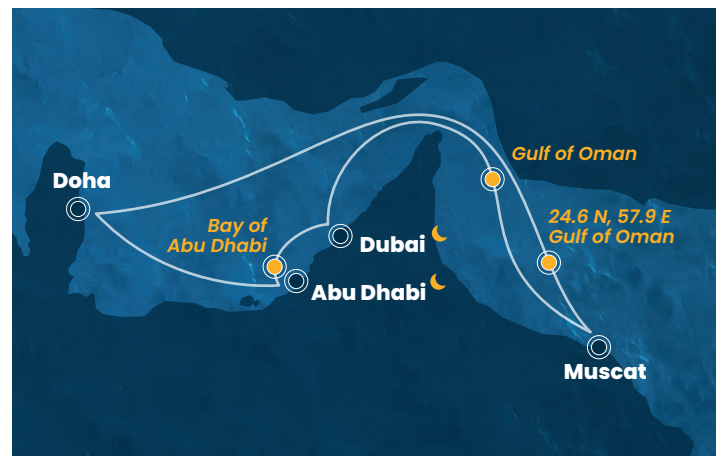 Gulf of Oman
Doha
24.6 N, 57.9 E
Gulf of Oman
Bay of
Abu Dhabi
Dubai
Abu Dhabi
Muscat